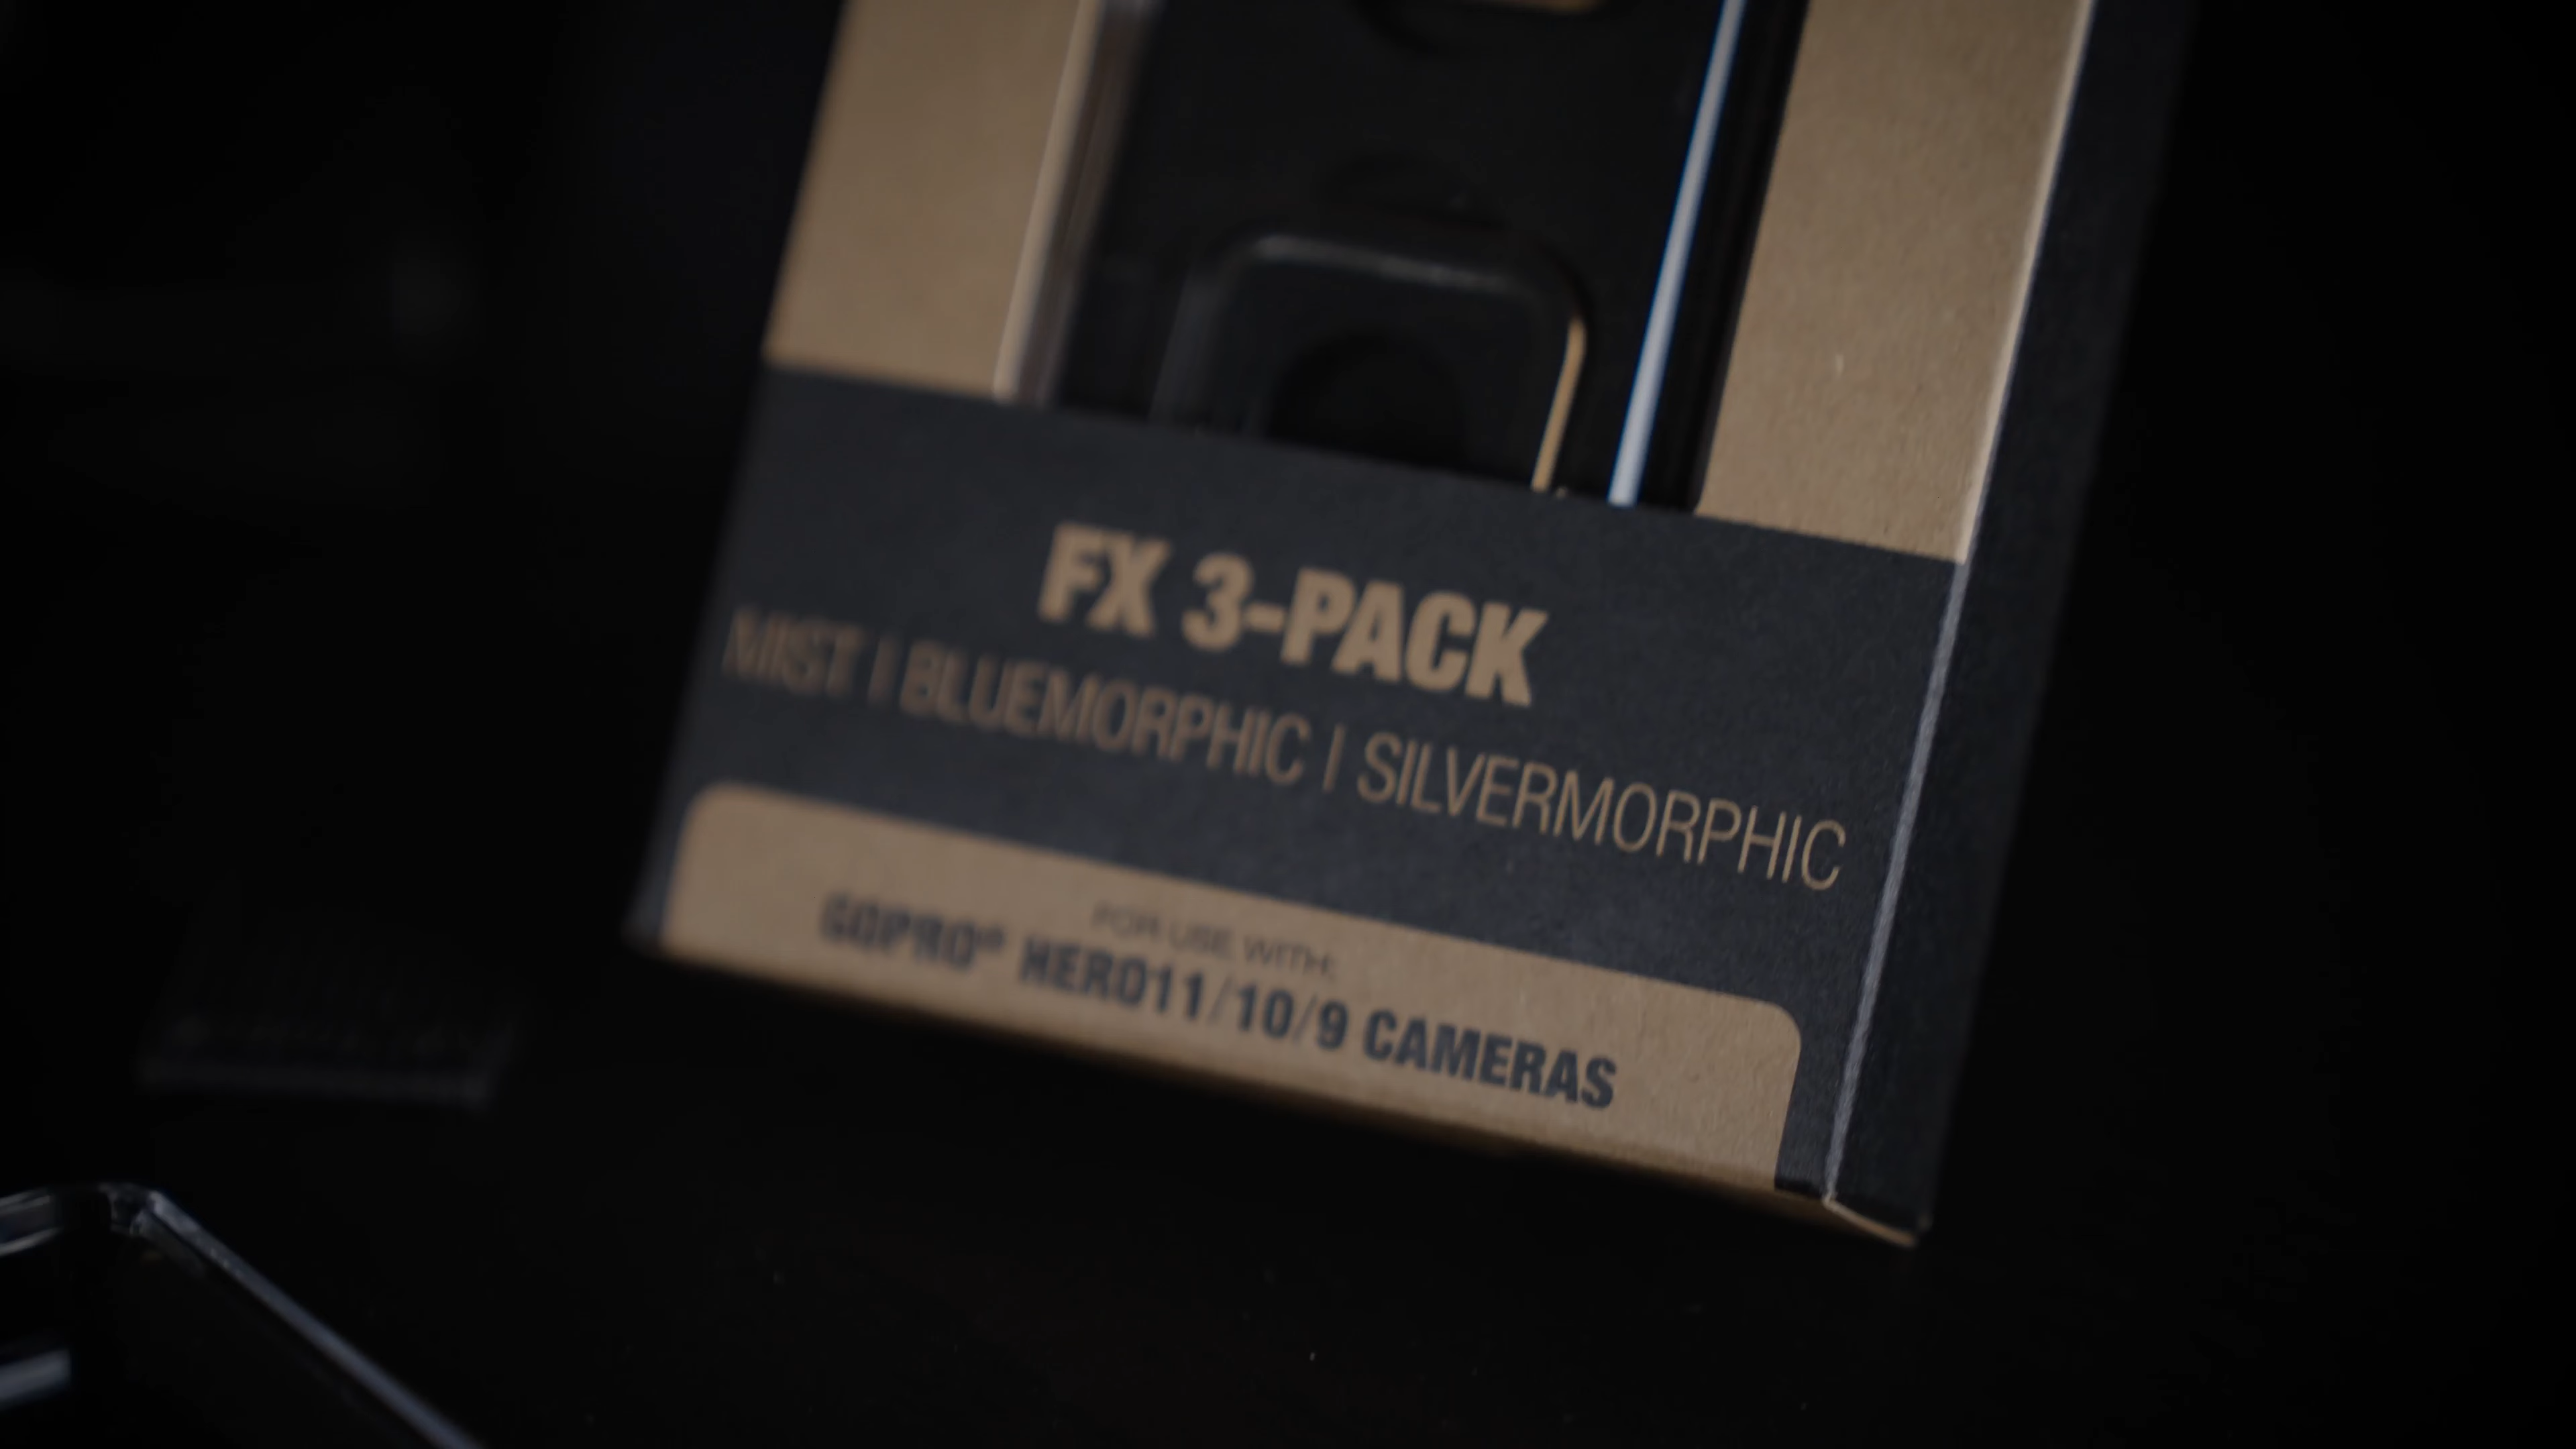 FX 3-PACK
MIST | BLUEMORPHIC | SILVERMORPHIC
FOR USE WITH:
GOPRO® HERO11/10/9 CAMERAS